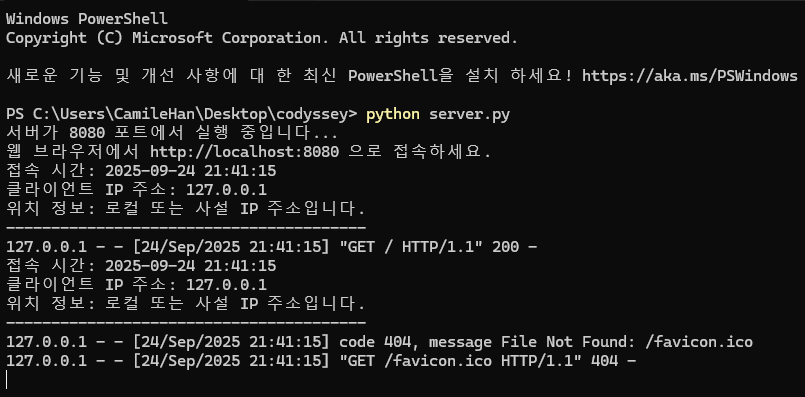 Windows PowerShell
Copyright (C) Microsoft Corporation. All rights reserved.
새로운 기능 및 개선 사항에 대 한 최신 PowerShell을 설치 하세요! https://aka.ms/PSWindows
PS C:\Users\CamileHan\Desktop\codyssey> python server.py
서버가 8080 포트에서 실행 중입니다...
웹 브라우저에서 http://localhost:8080 으로 접속하세요.
접속 시간: 2025-09-24 21:41:15
클라이언트 IP 주소: 127.0.0.1
위치 정보: 로컬 또는 사설 IP 주소입니다.
----------------------------------------
127.0.0.1 - - [24/Sep/2025 21:41:15] "GET / HTTP/1.1" 200 -
접속 시간: 2025-09-24 21:41:15
클라이언트 IP 주소: 127.0.0.1
위치 정보: 로컬 또는 사설 IP 주소입니다.
----------------------------------------
127.0.0.1 - - [24/Sep/2025 21:41:15] code 404, message File Not Found: /favicon.ico
127.0.0.1 - - [24/Sep/2025 21:41:15] "GET /favicon.ico HTTP/1.1" 404 -